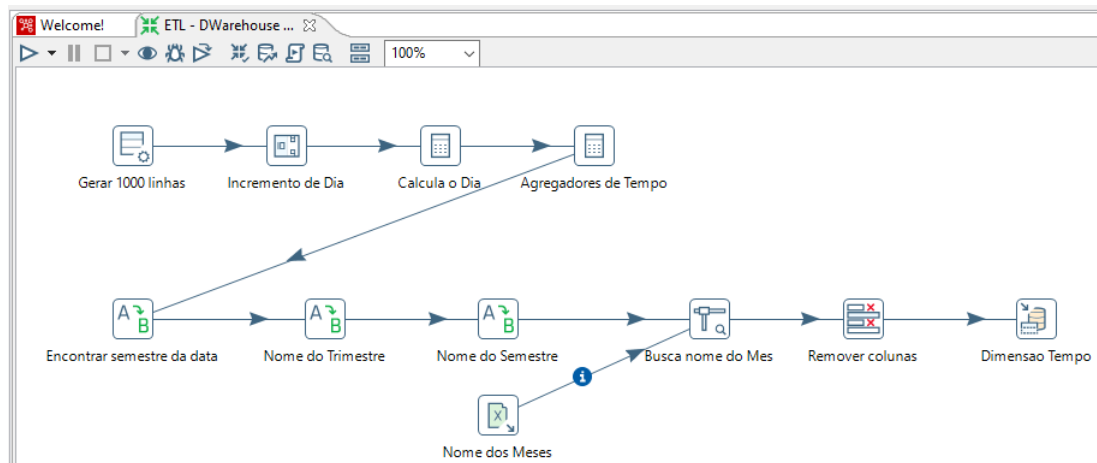 Welcome!
ETL - DWarehouse ...
100%
Gerar 1000 linhas
Incremento de Dia
Calcula o Dia
Agregadores de Tempo
Encontrar semestre da data
Nome do Trimestre
Nome do Semestre
Busca nome do Mes
Remover colunas
Dimensao Tempo
Nome dos Meses